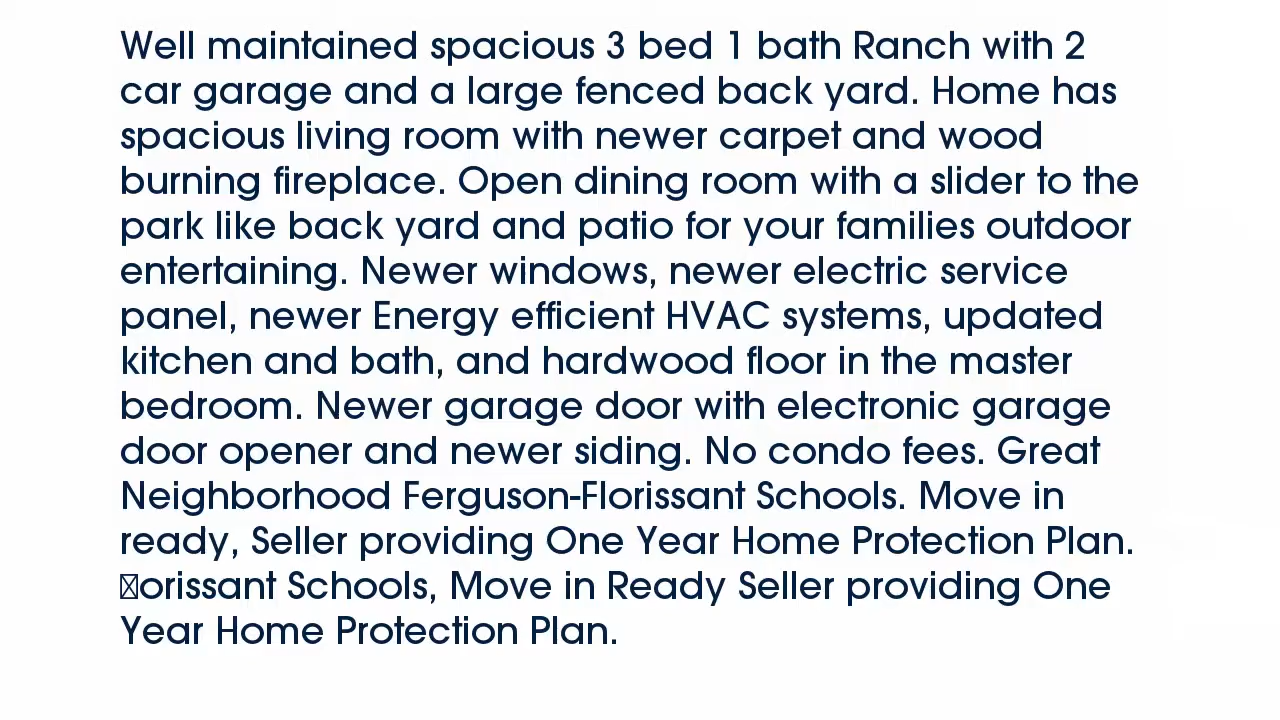 Well maintained spacious 3 bed 1 bath Ranch with 2
car garage and a large fenced back yard. Home has
spacious living room with newer carpet and wood
burning fireplace. Open dining room with a slider to the
park like back yard and patio for your families outdoor
entertaining. Newer windows, newer electric service
panel, newer Energy efficient HVAC systems, updated
kitchen and bath, and hardwood floor in the master
bedroom. Newer garage door with electronic garage
door opener and newer siding. No condo fees. Great
Neighborhood Ferguson-Florissant Schools. Move in
ready, Seller providing One Year Home Protection Plan.
orissant Schools, Move in Ready Seller providing One
Year Home Protection Plan.